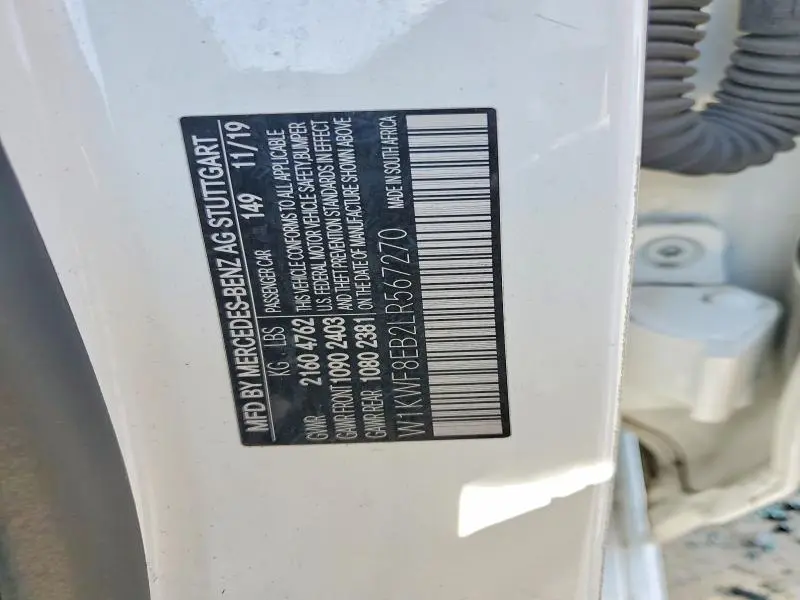 MFD BY MERCEDES-BENZ AG STUTTGART
KG LBS PASSENGER CAR 149 11/19
GVWR 2160 4762 THIS VEHICLE CONFORMS TO ALL APPLICABLE
GAWR FRONT 1090 2403 U.S. FEDERAL MOTOR VEHICLE SAFETY, BUMPER
GAWR REAR 1080 2381 AND THEFT PREVENTION STANDARDS IN EFFECT
ON THE DATE OF MANUFACTURE SHOWN ABOVE
W1KWF8EB2LR567270 MADE IN SOUTH AFRICA